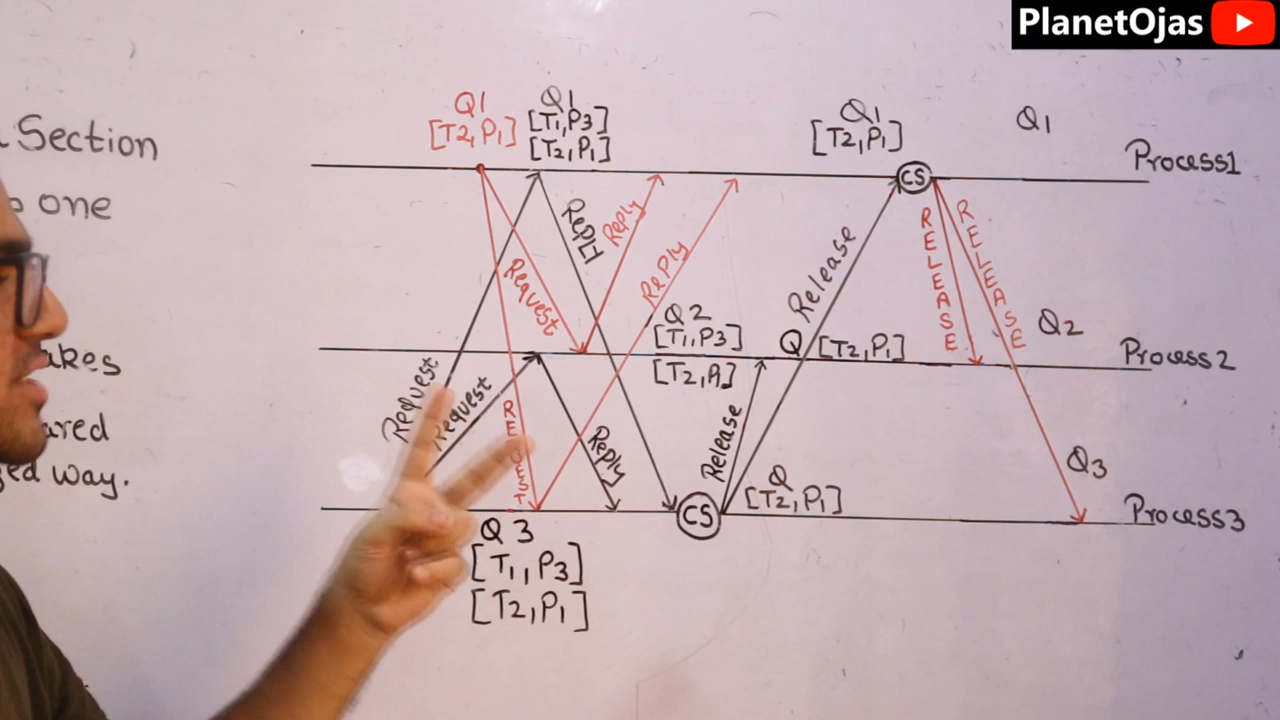 PlanetOjas
Section
one
akes
ared
ed way.
Q1
[T2,P1]
Q1
[T1,P3]
[T2,P1]
Q1
[T2,P1]
Q1
Process1
RePLY
Reply
Reply
Request
Release
RELEASE
RELEASE
Q2
[T1,P3]
[T2,P1]
Q [T2,P1]
Q2
Process2
Request
Request
REQUEST
Reply
Release
CS
CS
Q
[T2,P1]
Q3
Process3
Q3
[T1,P3]
[T2,P1]